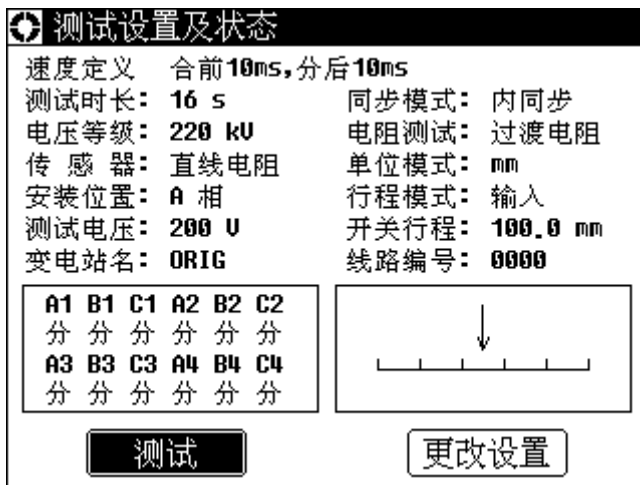 测试设置及状态
速度定义 合前10ms,分后10ms
测试时长: 16 s 同步模式: 内同步
电压等级: 220 kV 电阻测试: 过渡电阻
传 感 器: 直线电阻 单位模式: mm
安装位置: A 相 行程模式: 输入
测试电压: 200 V 开关行程: 100.0 mm
变电站名: ORIG 线路编号: 0000
A1 B1 C1 A2 B2 C2
分 分 分 分 分 分
A3 B3 C3 A4 B4 C4
分 分 分 分 分 分
测试 更改设置